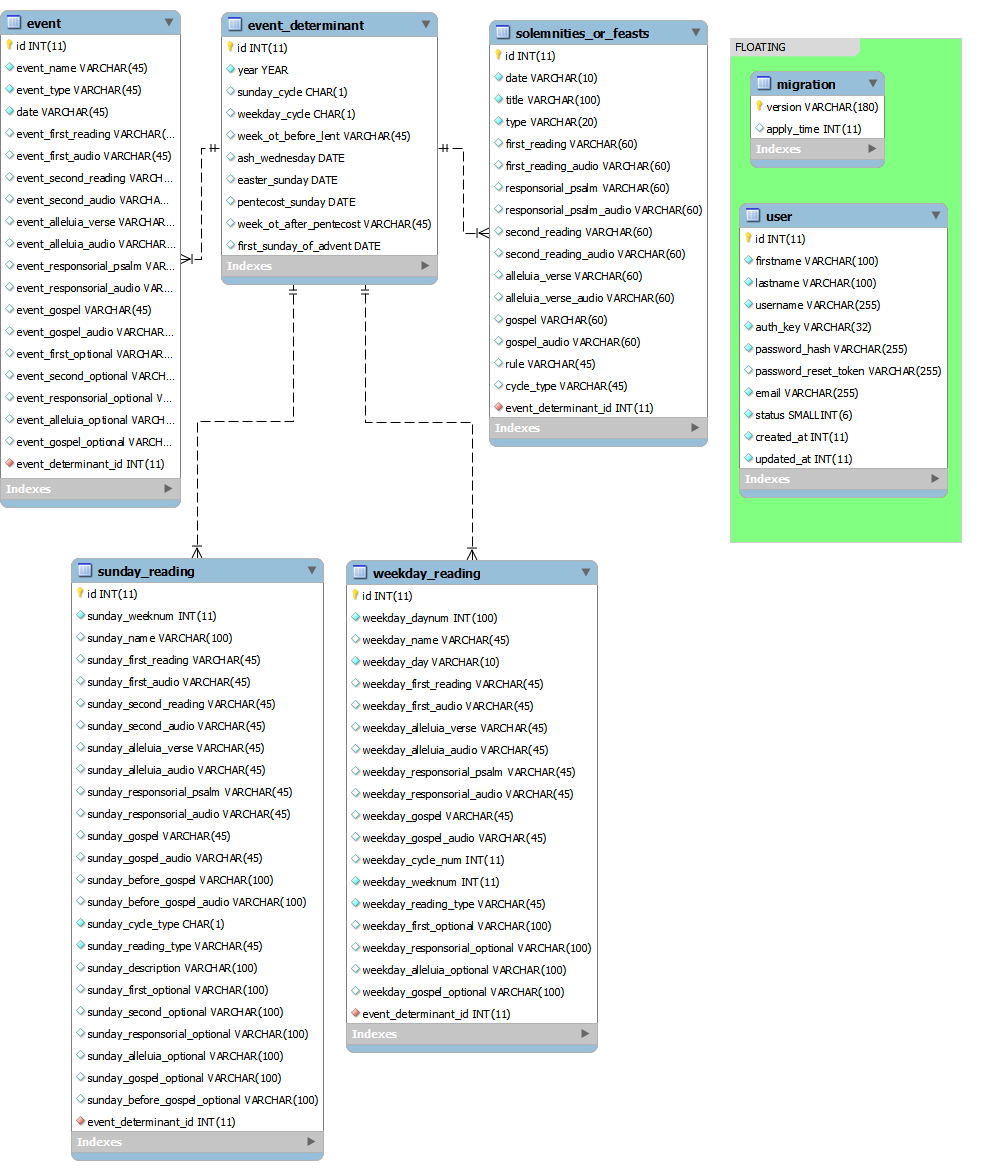 event
id INT(11)
event_name VARCHAR(45)
event_type VARCHAR(45)
date VARCHAR(45)
event_first_reading VARCHAR(...
event_first_audio VARCHAR(45)
event_second_reading VARCH...
event_second_audio VARCHA...
event_alleluia_verse VARCHAR...
event_alleluia_audio VARCHAR...
event_responsorial_psalm VAR...
event_responsorial_audio VAR...
event_gospel VARCHAR(45)
event_gospel_audio VARCHAR...
event_first_optional VARCHAR...
event_second_optional VARCH...
event_responsorial_optional V...
event_alleluia_optional VARCH...
event_gospel_optional VARCH...
event_determinant_id INT(11)
Indexes
event_determinant
id INT(11)
year YEAR
sunday_cycle CHAR(1)
weekday_cycle CHAR(1)
week_ot_before_lent VARCHAR(45)
ash_wednesday DATE
easter_sunday DATE
pentecost_sunday DATE
week_ot_after_pentecost VARCHAR(45)
first_sunday_of_advent DATE
Indexes
solemnities_or_feasts
id INT(11)
date VARCHAR(10)
title VARCHAR(100)
type VARCHAR(20)
first_reading VARCHAR(60)
first_reading_audio VARCHAR(60)
responsorial_psalm VARCHAR(60)
responsorial_psalm_audio VARCHAR(60)
second_reading VARCHAR(60)
second_reading_audio VARCHAR(60)
alleluia_verse VARCHAR(60)
alleluia_verse_audio VARCHAR(60)
gospel VARCHAR(60)
gospel_audio VARCHAR(60)
rule VARCHAR(45)
cycle_type VARCHAR(45)
event_determinant_id INT(11)
Indexes
FLOATING
migration
version VARCHAR(180)
apply_time INT(11)
Indexes
user
id INT(11)
firstname VARCHAR(100)
lastname VARCHAR(100)
username VARCHAR(255)
auth_key VARCHAR(32)
password_hash VARCHAR(255)
password_reset_token VARCHAR(255)
email VARCHAR(255)
status SMALLINT(6)
created_at INT(11)
updated_at INT(11)
Indexes
sunday_reading
id INT(11)
sunday_weeknum INT(11)
sunday_name VARCHAR(100)
sunday_first_reading VARCHAR(45)
sunday_first_audio VARCHAR(45)
sunday_second_reading VARCHAR(45)
sunday_second_audio VARCHAR(45)
sunday_alleluia_verse VARCHAR(45)
sunday_alleluia_audio VARCHAR(45)
sunday_responsorial_psalm VARCHAR(45)
sunday_responsorial_audio VARCHAR(45)
sunday_gospel VARCHAR(45)
sunday_gospel_audio VARCHAR(45)
sunday_before_gospel VARCHAR(100)
sunday_before_gospel_audio VARCHAR(100)
sunday_cycle_type CHAR(1)
sunday_reading_type VARCHAR(45)
sunday_description VARCHAR(100)
sunday_first_optional VARCHAR(100)
sunday_second_optional VARCHAR(100)
sunday_responsorial_optional VARCHAR(100)
sunday_alleluia_optional VARCHAR(100)
sunday_gospel_optional VARCHAR(100)
sunday_before_gospel_optional VARCHAR(100)
event_determinant_id INT(11)
Indexes
weekday_reading
id INT(11)
weekday_daynum INT(100)
weekday_name VARCHAR(45)
weekday_day VARCHAR(10)
weekday_first_reading VARCHAR(45)
weekday_first_audio VARCHAR(45)
weekday_alleluia_verse VARCHAR(45)
weekday_alleluia_audio VARCHAR(45)
weekday_responsorial_psalm VARCHAR(45)
weekday_responsorial_audio VARCHAR(45)
weekday_gospel VARCHAR(45)
weekday_gospel_audio VARCHAR(45)
weekday_cycle_num INT(11)
weekday_weeknum INT(11)
weekday_reading_type VARCHAR(45)
weekday_first_optional VARCHAR(100)
weekday_responsorial_optional VARCHAR(100)
weekday_alleluia_optional VARCHAR(100)
weekday_gospel_optional VARCHAR(100)
event_determinant_id INT(11)
Indexes